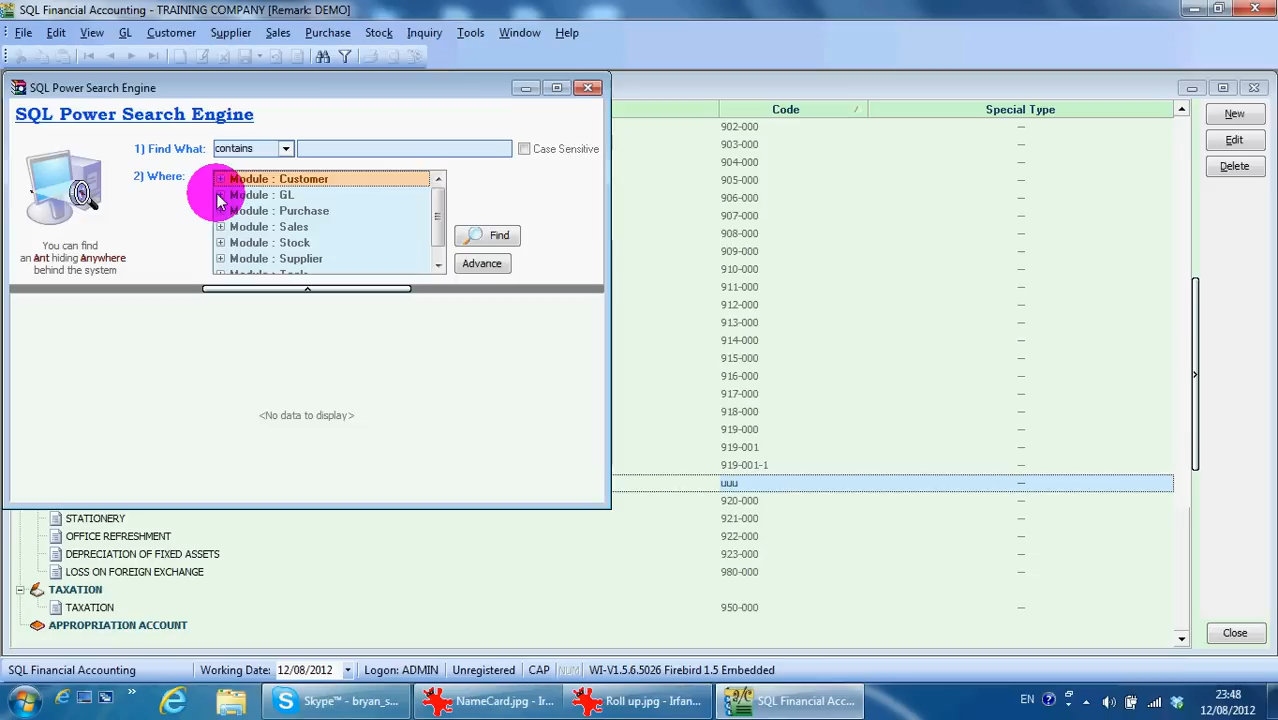 SQL Financial Accounting - TRAINING COMPANY [Remark: DEMO]
File Edit View GL Customer Supplier Sales Purchase Stock Inquiry Tools Window Help
SQL Power Search Engine
SQL Power Search Engine
1) Find What: contains Case Sensitive
2) Where:
Module : Customer
Module : GL
Module : Purchase
Module : Sales
Module : Stock
Module : Supplier
Module : Tools
You can find
an Ant hiding Anywhere
behind the system
Find
Advance
<No data to display>
Code / Special Type
902-000 —
903-000 —
904-000 —
905-000 —
906-000 —
907-000 —
908-000 —
909-000 —
910-000 —
911-000 —
912-000 —
913-000 —
914-000 —
915-000 —
916-000 —
917-000 —
918-000 —
919-000 —
919-001 —
919-001-1 —
uuu —
920-000 —
STATIONERY 921-000 —
OFFICE REFRESHMENT 922-000 —
DEPRECIATION OF FIXED ASSETS 923-000 —
LOSS ON FOREIGN EXCHANGE 980-000 —
TAXATION
TAXATION 950-000 —
APPROPRIATION ACCOUNT
New
Edit
Delete
Close
SQL Financial Accounting Working Date: 12/08/2012 Logon: ADMIN Unregistered CAP NUM WI-V1.5.6.5026 Firebird 1.5 Embedded
Skype™ - bryan_s... NameCard.jpg - Ir... Roll up.jpg - Irfan... SQL Financial Acc... EN 23:48
12/08/2012